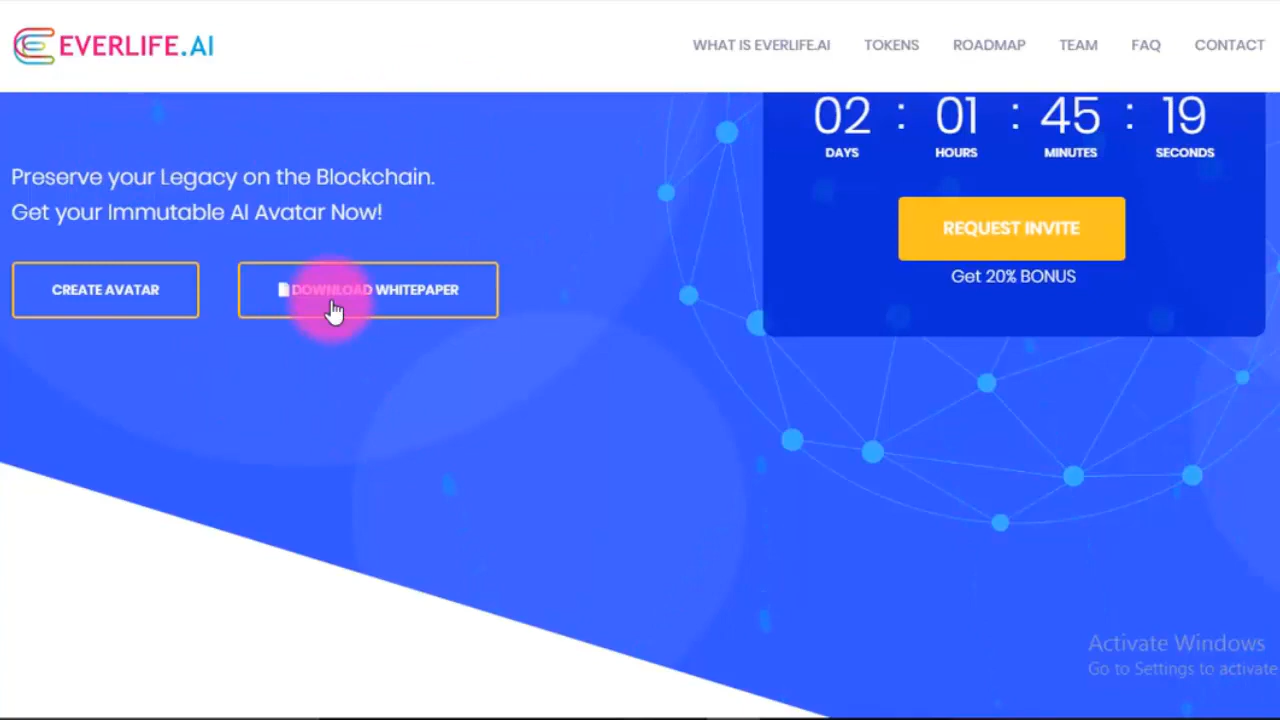 EVERLIFE.AI
WHAT IS EVERLIFE.AI TOKENS ROADMAP TEAM FAQ CONTACT
02 : 01 : 45 : 19
DAYS HOURS MINUTES SECONDS
Preserve your Legacy on the Blockchain.
Get your Immutable AI Avatar Now!
CREATE AVATAR
DOWNLOAD WHITEPAPER
REQUEST INVITE
Get 20% BONUS
Activate Windows
Go to Settings to activate